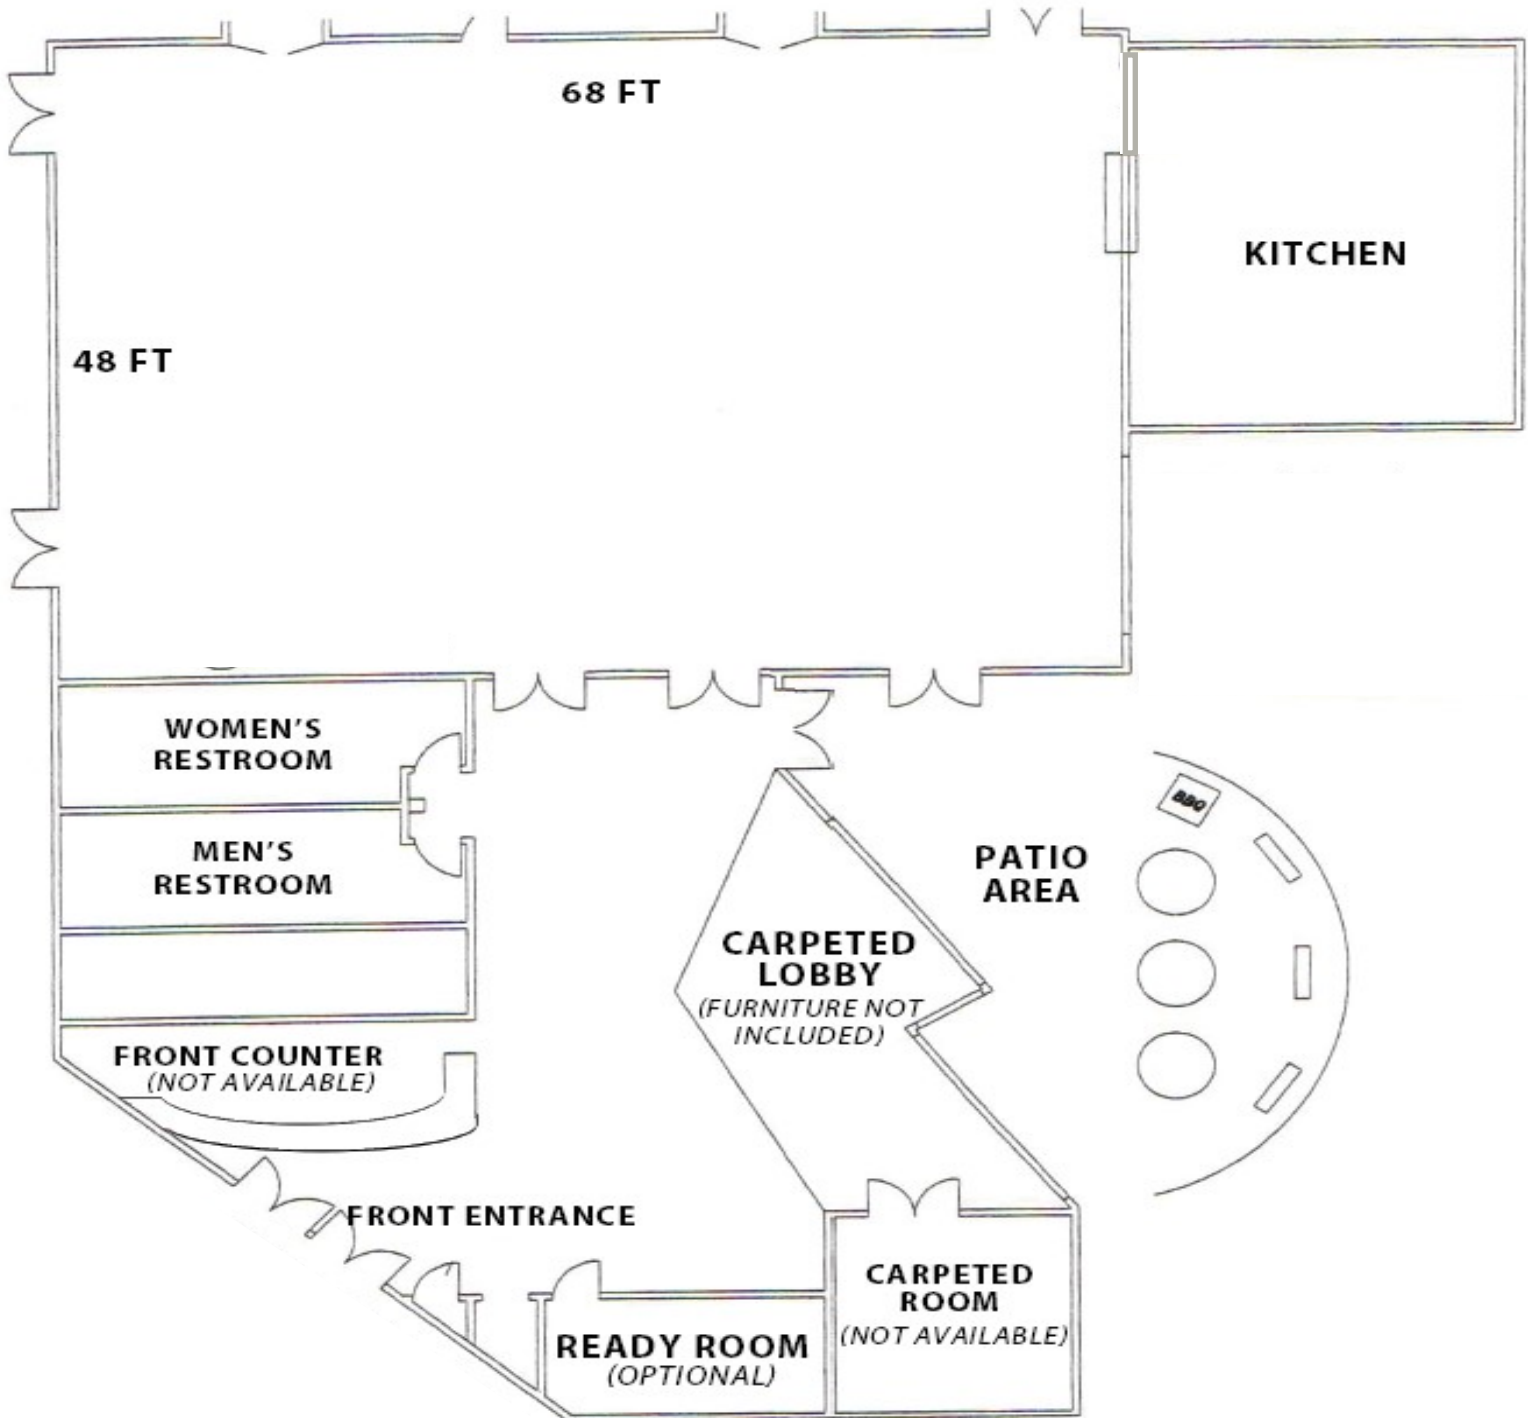 68 FT
KITCHEN
48 FT
WOMEN'S
RESTROOM
BBQ
MEN'S
RESTROOM
PATIO
AREA
CARPETED
LOBBY
(FURNITURE NOT
INCLUDED)
FRONT COUNTER
(NOT AVAILABLE)
FRONT ENTRANCE
CARPETED
ROOM
(NOT AVAILABLE)
READY ROOM
(OPTIONAL)